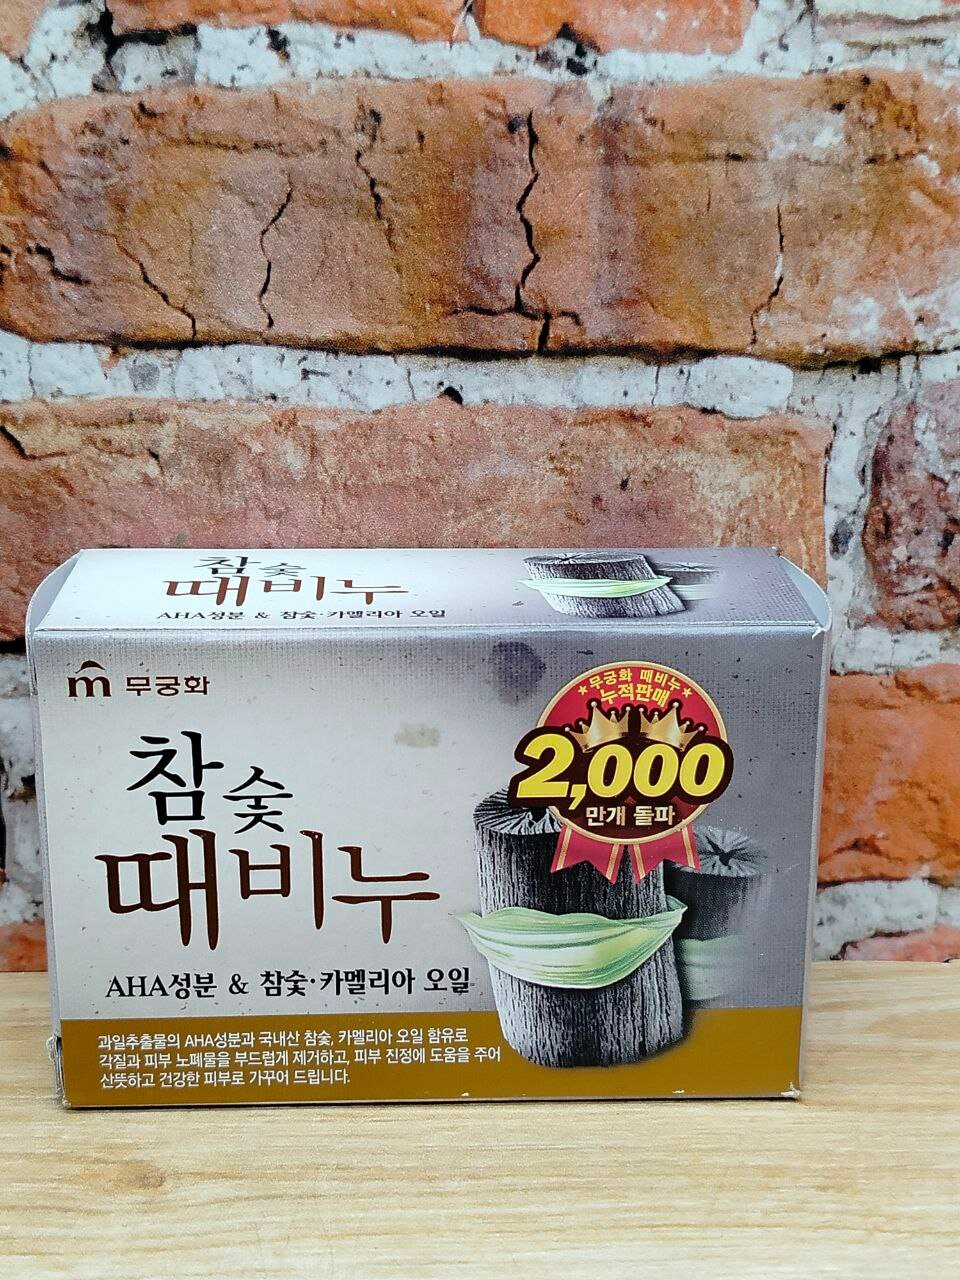 참숯
때비누
AHA성분 & 참숯·카멜리아 오일
m 무궁화
무궁화 때비누
누적판매
2,000
만개 돌파
참숯
때비누
AHA성분 & 참숯·카멜리아 오일
과일추출물의 AHA성분과 국내산 참숯, 카멜리아 오일 함유로
각질과 피부 노폐물을 부드럽게 제거하고, 피부 진정에 도움을 주어
산뜻하고 건강한 피부로 가꾸어 드립니다.